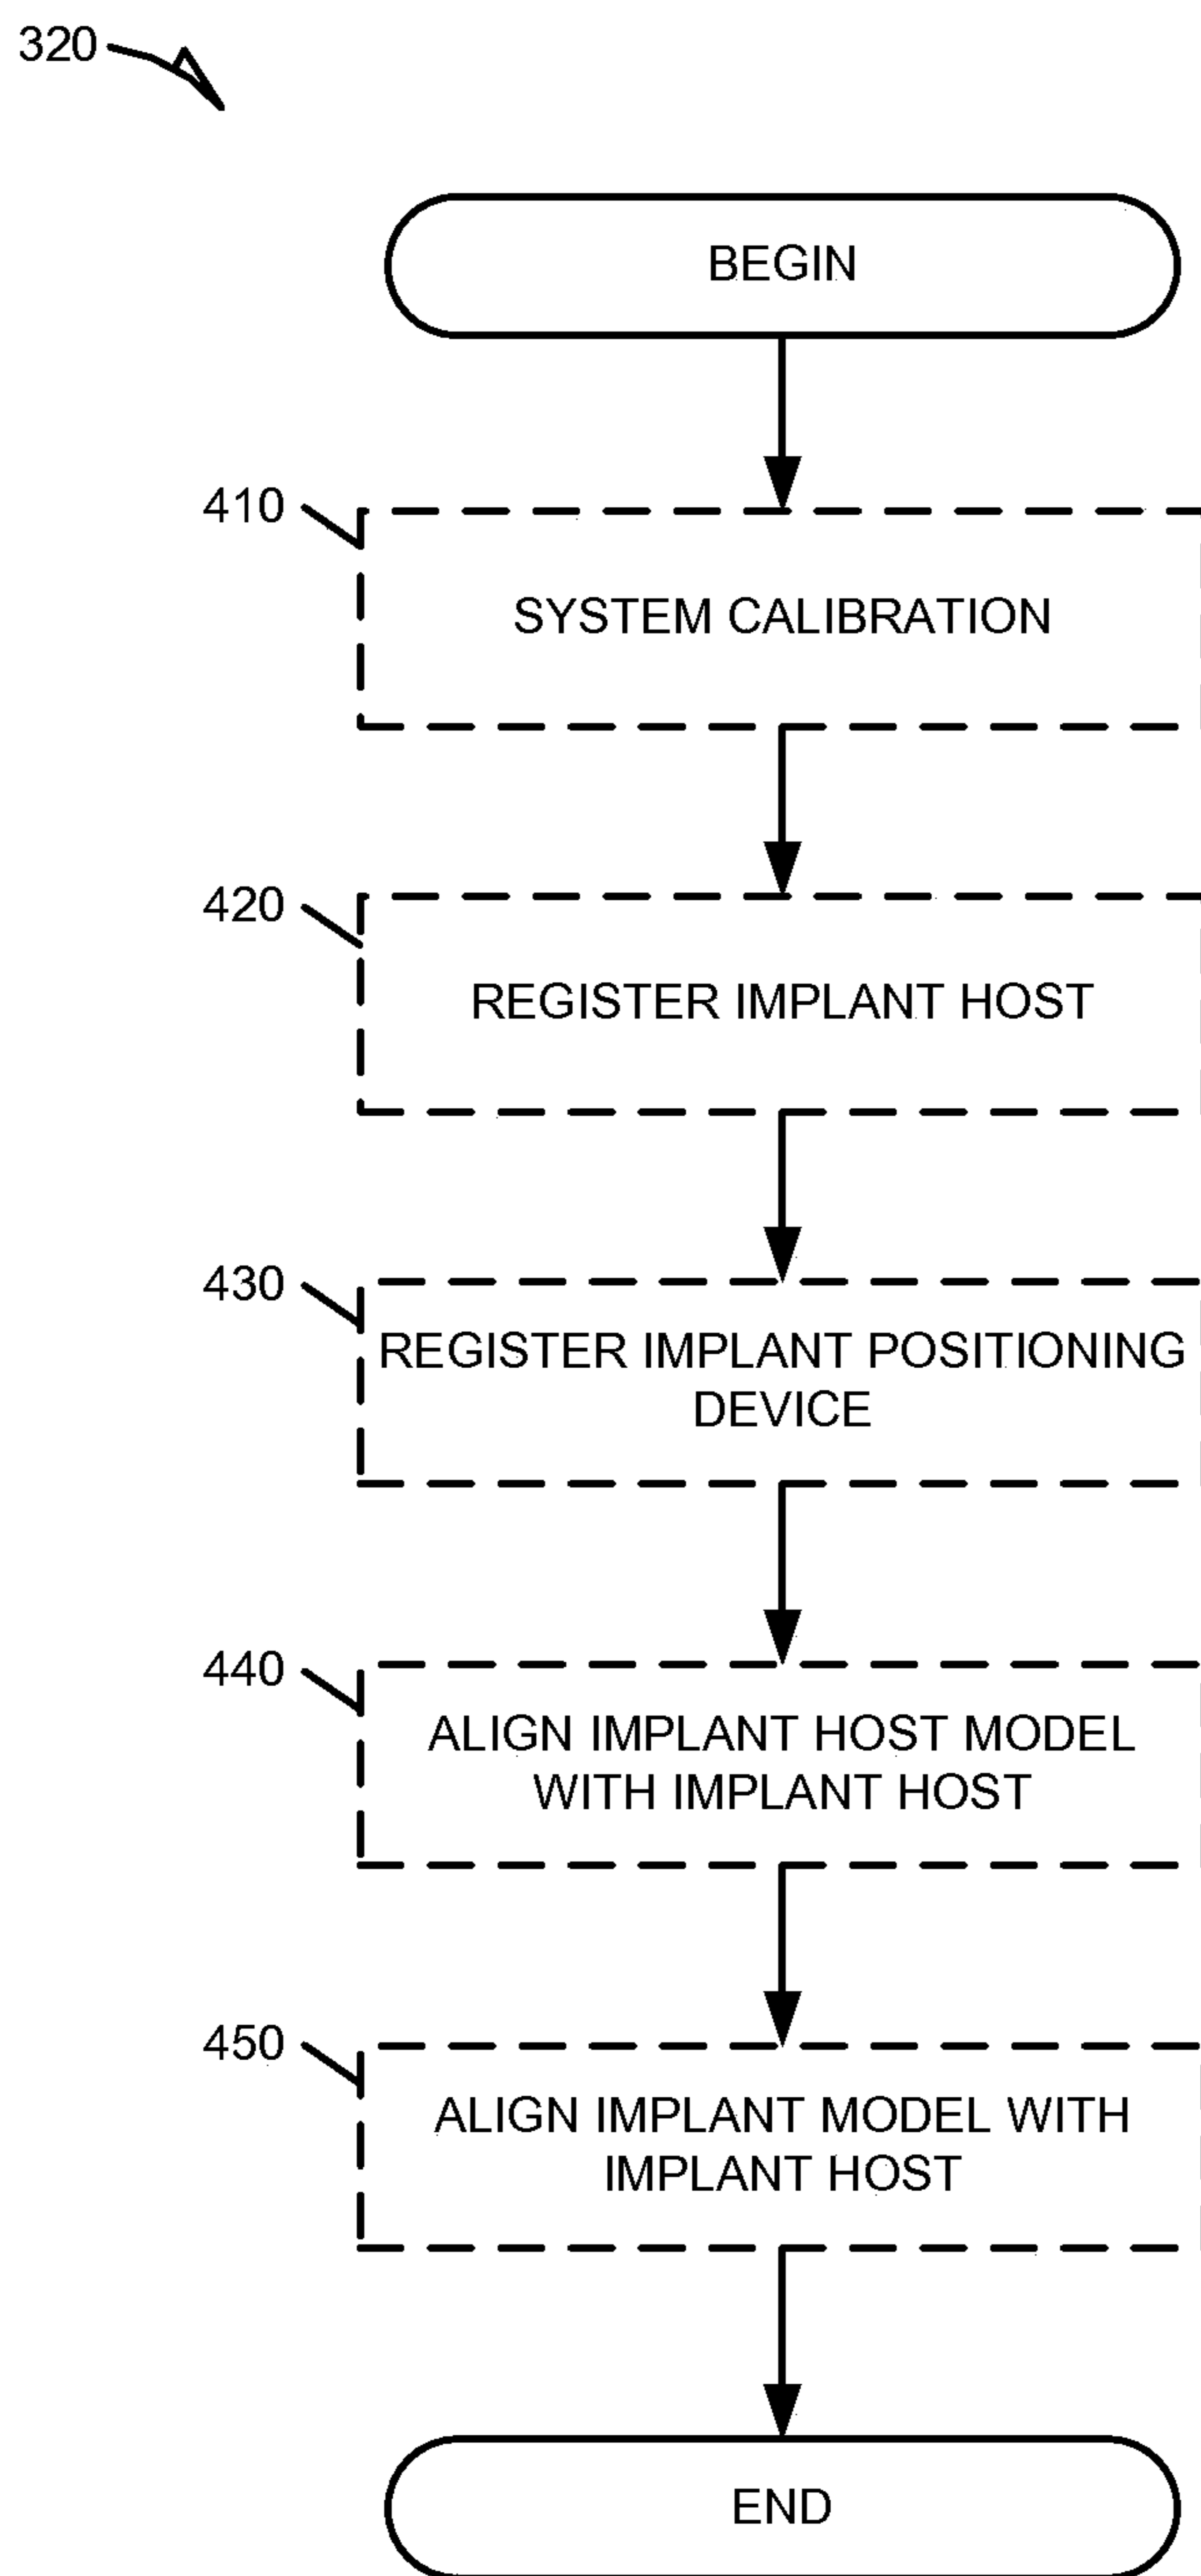 320
BEGIN
410
SYSTEM CALIBRATION
420
REGISTER IMPLANT HOST
430
REGISTER IMPLANT POSITIONING
DEVICE
440
ALIGN IMPLANT HOST MODEL
WITH IMPLANT HOST
450
ALIGN IMPLANT MODEL WITH
IMPLANT HOST
END